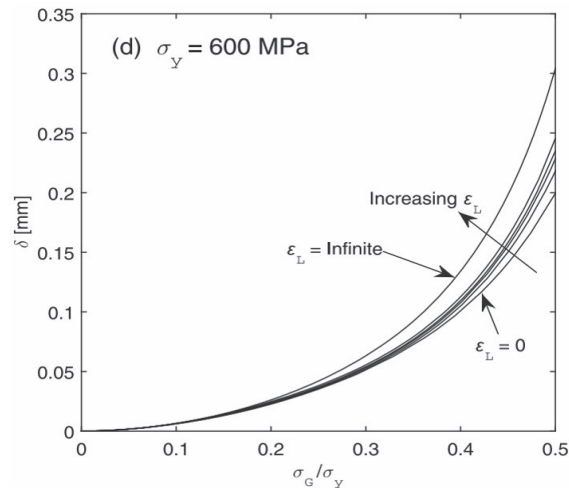 (d) σy = 600 MPa
0.35
0.3
0.25
0.2
0.15
0.1
0.05
0
δ [mm]
Increasing εL
εL = Infinite
εL = 0
0 0.1 0.2 0.3 0.4 0.5
σG/σy